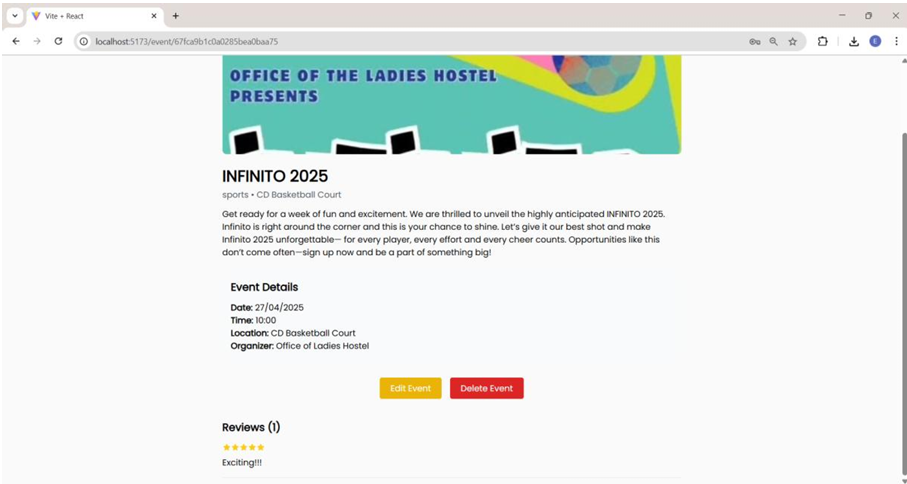 Vite + React
localhost:5173/event/67fca9b1c0a0285bea0baa75
E
OFFICE OF THE LADIES HOSTEL
PRESENTS
INFINITO 2025
sports • CD Basketball Court
Get ready for a week of fun and excitement. We are thrilled to unveil the highly anticipated INFINITO 2025.
Infinito is right around the corner and this is your chance to shine. Let's give it our best shot and make
Infinito 2025 unforgettable— for every player, every effort and every cheer counts. Opportunities like this
don't come often—sign up now and be a part of something big!
Event Details
Date: 27/04/2025
Time: 10:00
Location: CD Basketball Court
Organizer: Office of Ladies Hostel
Edit Event Delete Event
Reviews (1)
Exciting!!!